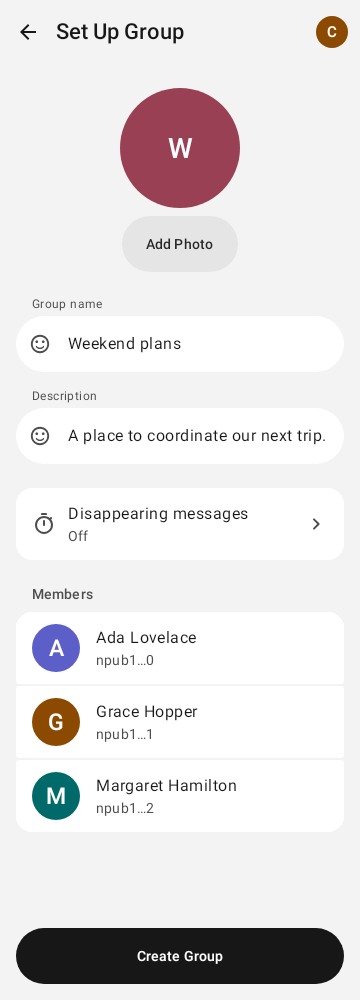 Set Up Group
C
W
Add Photo
Group name
Weekend plans
Description
A place to coordinate our next trip.
Disappearing messages
Off
Members
A
Ada Lovelace
npub1…0
G
Grace Hopper
npub1…1
M
Margaret Hamilton
npub1…2
Create Group